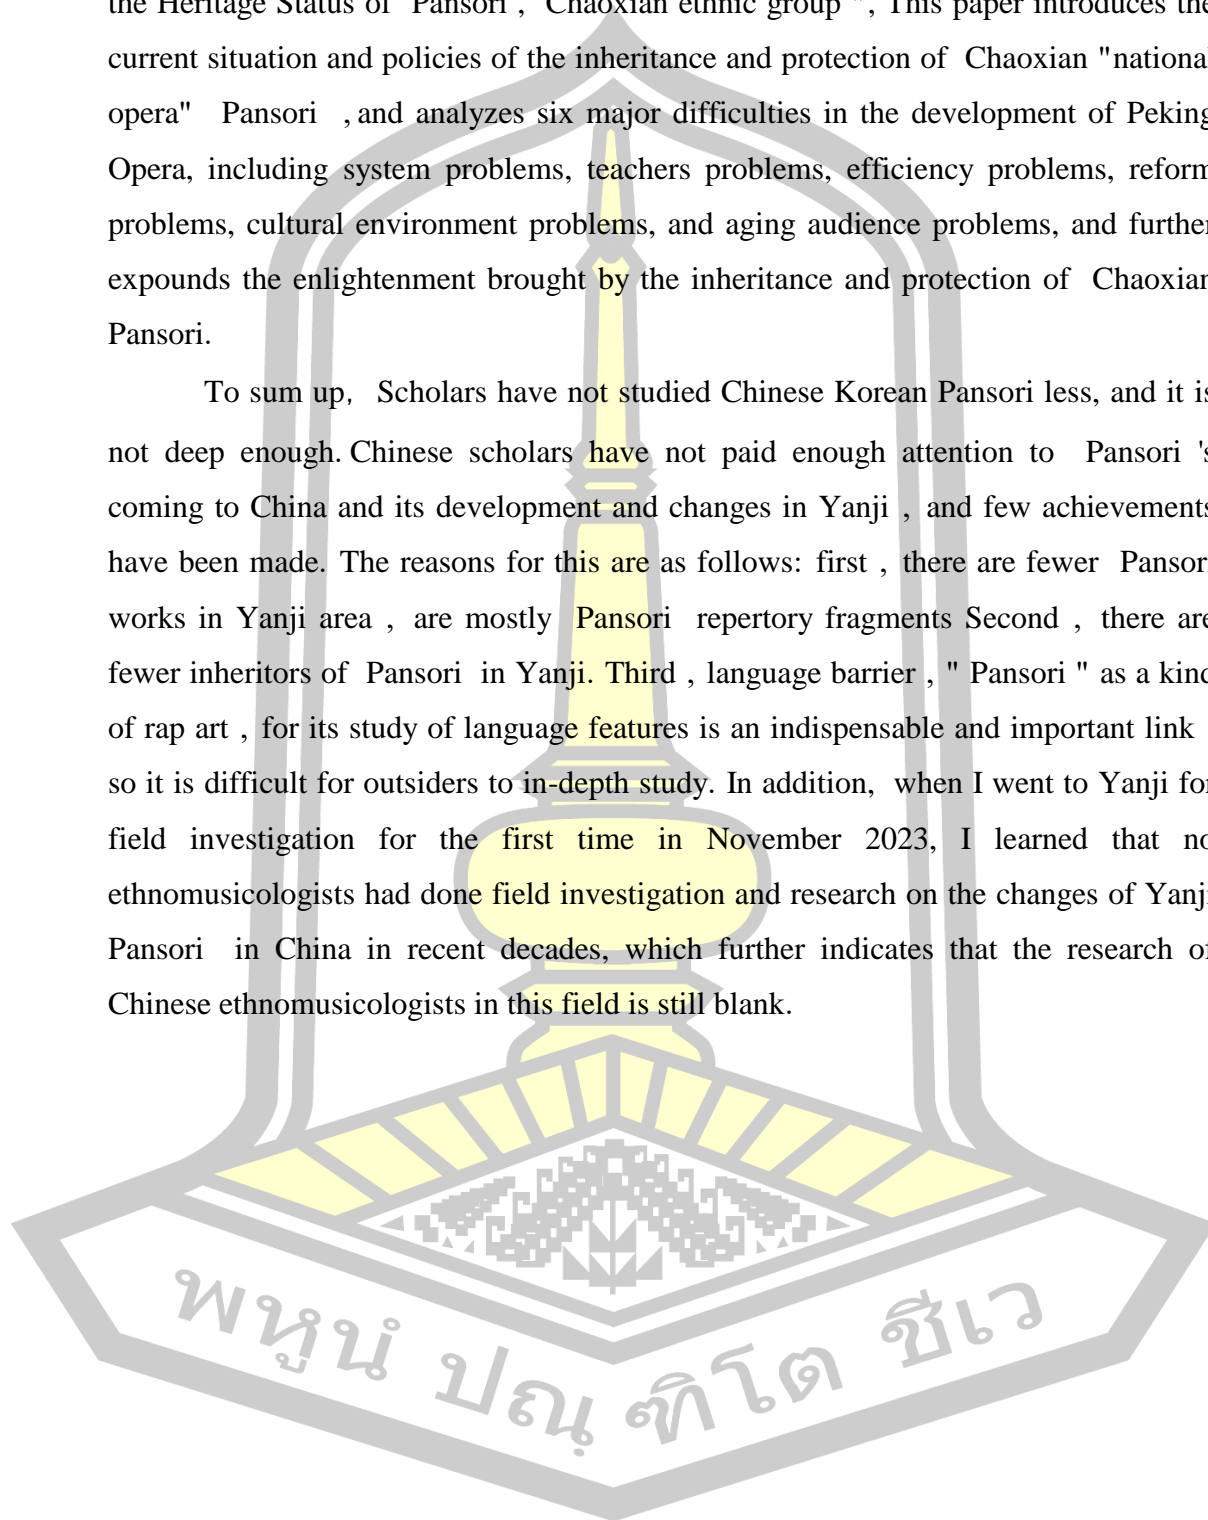 the Heritage Status of "Pansori , "Chaoxian ethnic group ", This paper introduces the
current situation and policies of the inheritance and protection of Chaoxian "national
opera" Pansori , and analyzes six major difficulties in the development of Peking
Opera, including system problems, teachers problems, efficiency problems, reform
problems, cultural environment problems, and aging audience problems, and further
expounds the enlightenment brought by the inheritance and protection of Chaoxian
Pansori.
To sum up, Scholars have not studied Chinese Korean Pansori less, and it is
not deep enough. Chinese scholars have not paid enough attention to Pansori 's
coming to China and its development and changes in Yanji , and few achievements
have been made. The reasons for this are as follows: first , there are fewer Pansori
works in Yanji area , are mostly Pansori repertory fragments Second , there are
fewer inheritors of Pansori in Yanji. Third , language barrier , " Pansori " as a kind
of rap art , for its study of language features is an indispensable and important link
so it is difficult for outsiders to in-depth study. In addition, when I went to Yanji for
field investigation for the first time in November 2023, I learned that no
ethnomusicologists had done field investigation and research on the changes of Yanji
Pansori in China in recent decades, which further indicates that the research of
Chinese ethnomusicologists in this field is still blank.
พหูนํ ปณฺฑิโต ชีเว